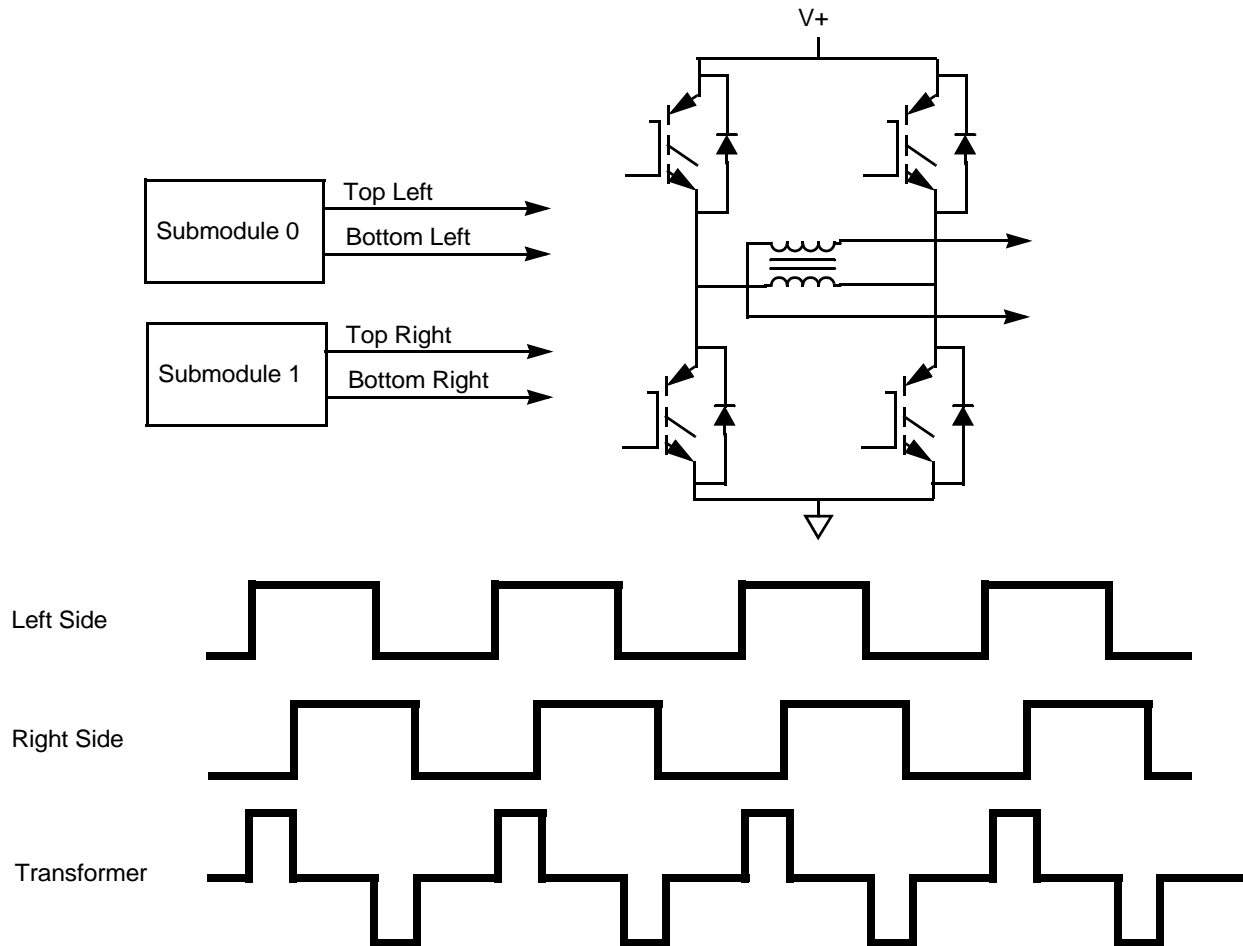 V+
Submodule 0
Top Left
Bottom Left
Submodule 1
Top Right
Bottom Right
Left Side
Right Side
Transformer